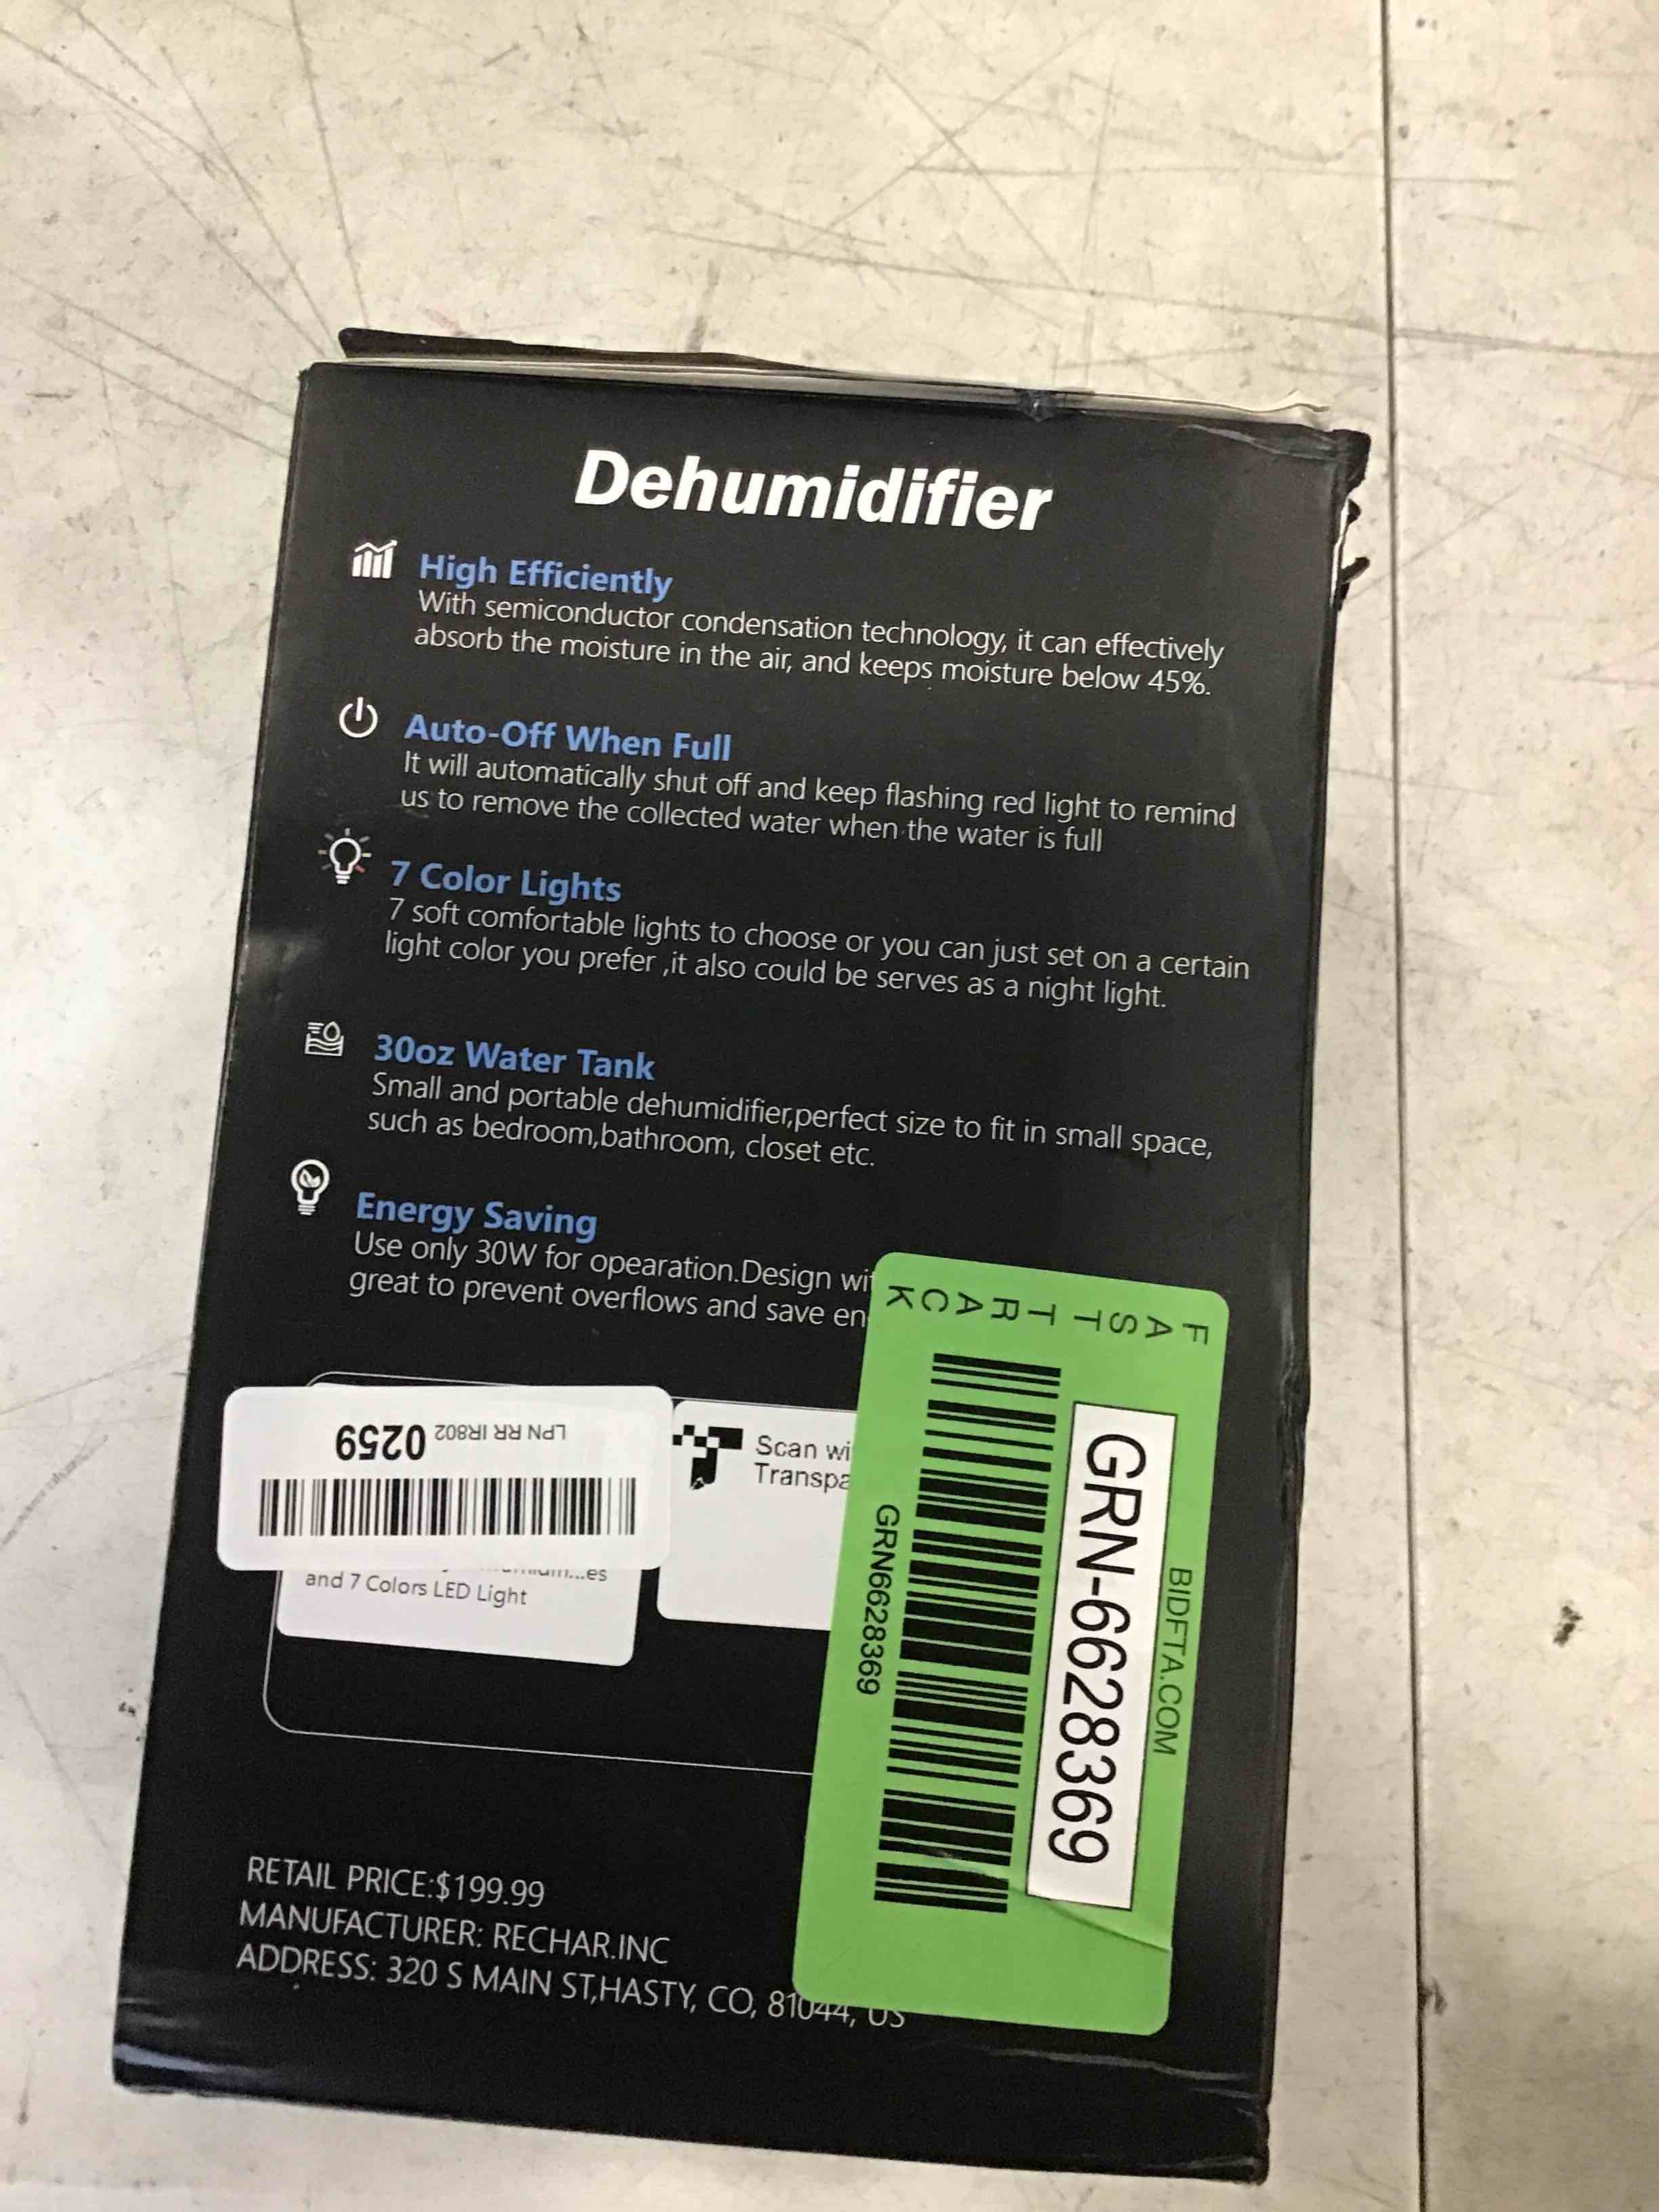 Dehumidifier
High Efficiently
With semiconductor condensation technology, it can effectively
absorb the moisture in the air, and keeps moisture below 45%.
Auto-Off When Full
It will automatically shut off and keep flashing red light to remind
us to remove the collected water when the water is full
7 Color Lights
7 soft comfortable lights to choose or you can just set on a certain
light color you prefer ,it also could be serves as a night light.
30oz Water Tank
Small and portable dehumidifier,perfect size to fit in small space,
such as bedroom,bathroom, closet etc.
Energy Saving
Use only 30W for opearation.Design
great to prevent overflows and save
LPN RR IR802 0259
and 7 Colors LED Light
Scan
FAST TRACK
GRN6628369
GRN-6628369
BIDFTA.COM
RETAIL PRICE:$199.99
MANUFACTURER: RECHAR.INC
ADDRESS: 320 S MAIN ST,HASTY, CO, 81044, US